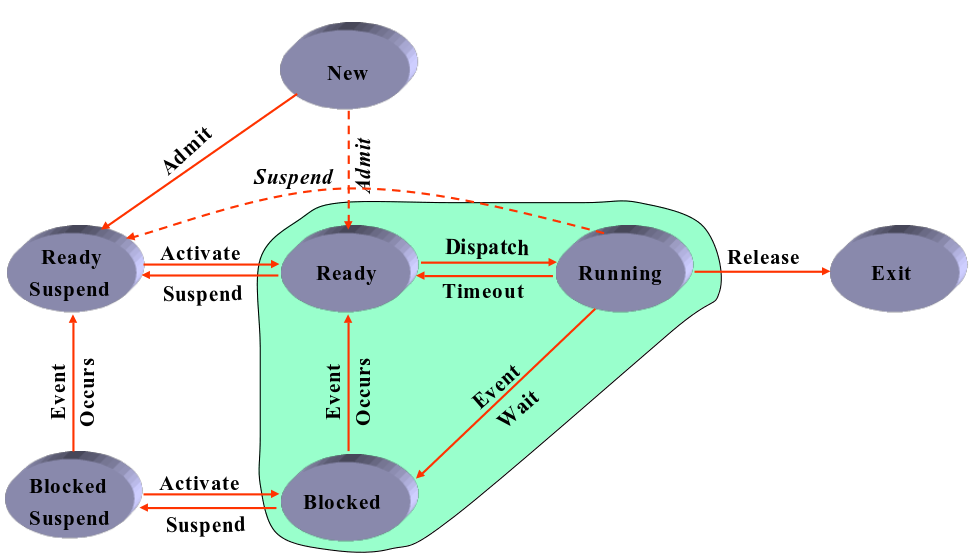 New
Admit
Admit
Suspend
Ready
Suspend
Activate
Suspend
Ready
Dispatch
Timeout
Running
Release
Exit
Event
Occurs
Event
Occurs
Event
Wait
Blocked
Suspend
Activate
Suspend
Blocked